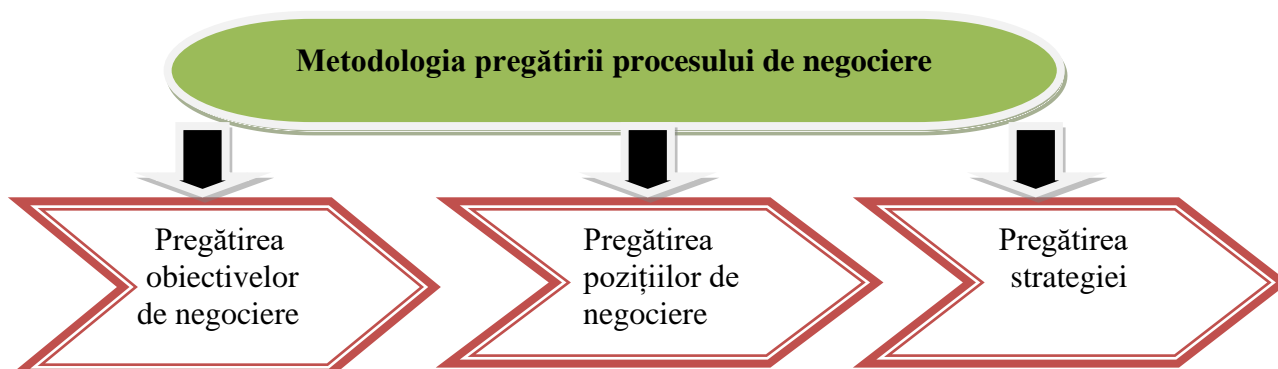 Metodologia pregătirii procesului de negociere
Pregătirea
obiectivelor
de negociere
Pregătirea
pozițiilor de
negociere
Pregătirea
strategiei